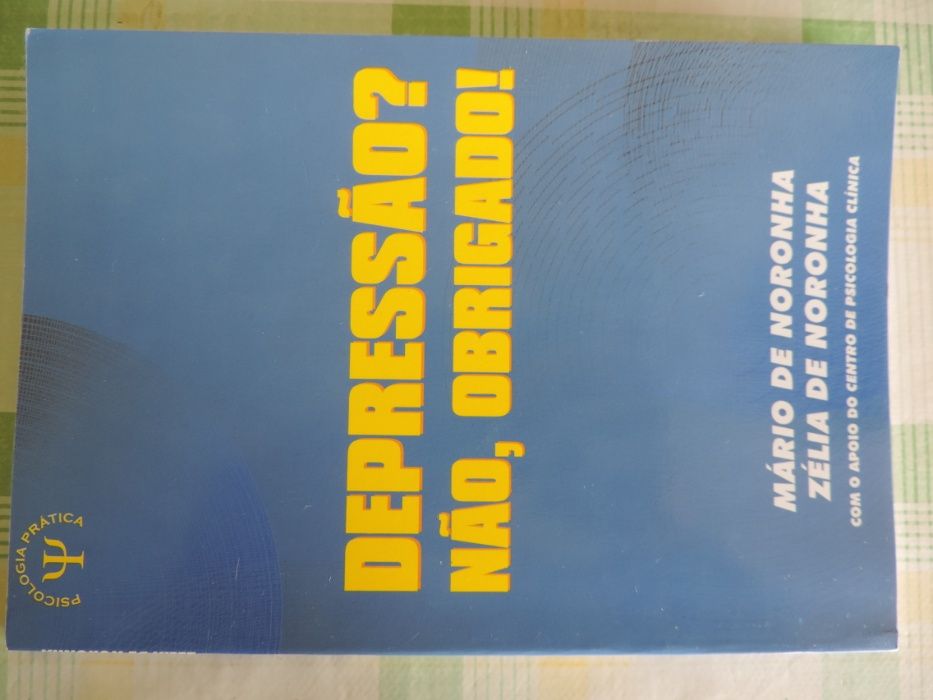 PSICOLOGIA PRÁTICA
Ψ
DEPRESSÃO?
NÃO, OBRIGADO!
MÁRIO DE NORONHA
ZÉLIA DE NORONHA
COM O APOIO DO CENTRO DE PSICOLOGIA CLÍNICA